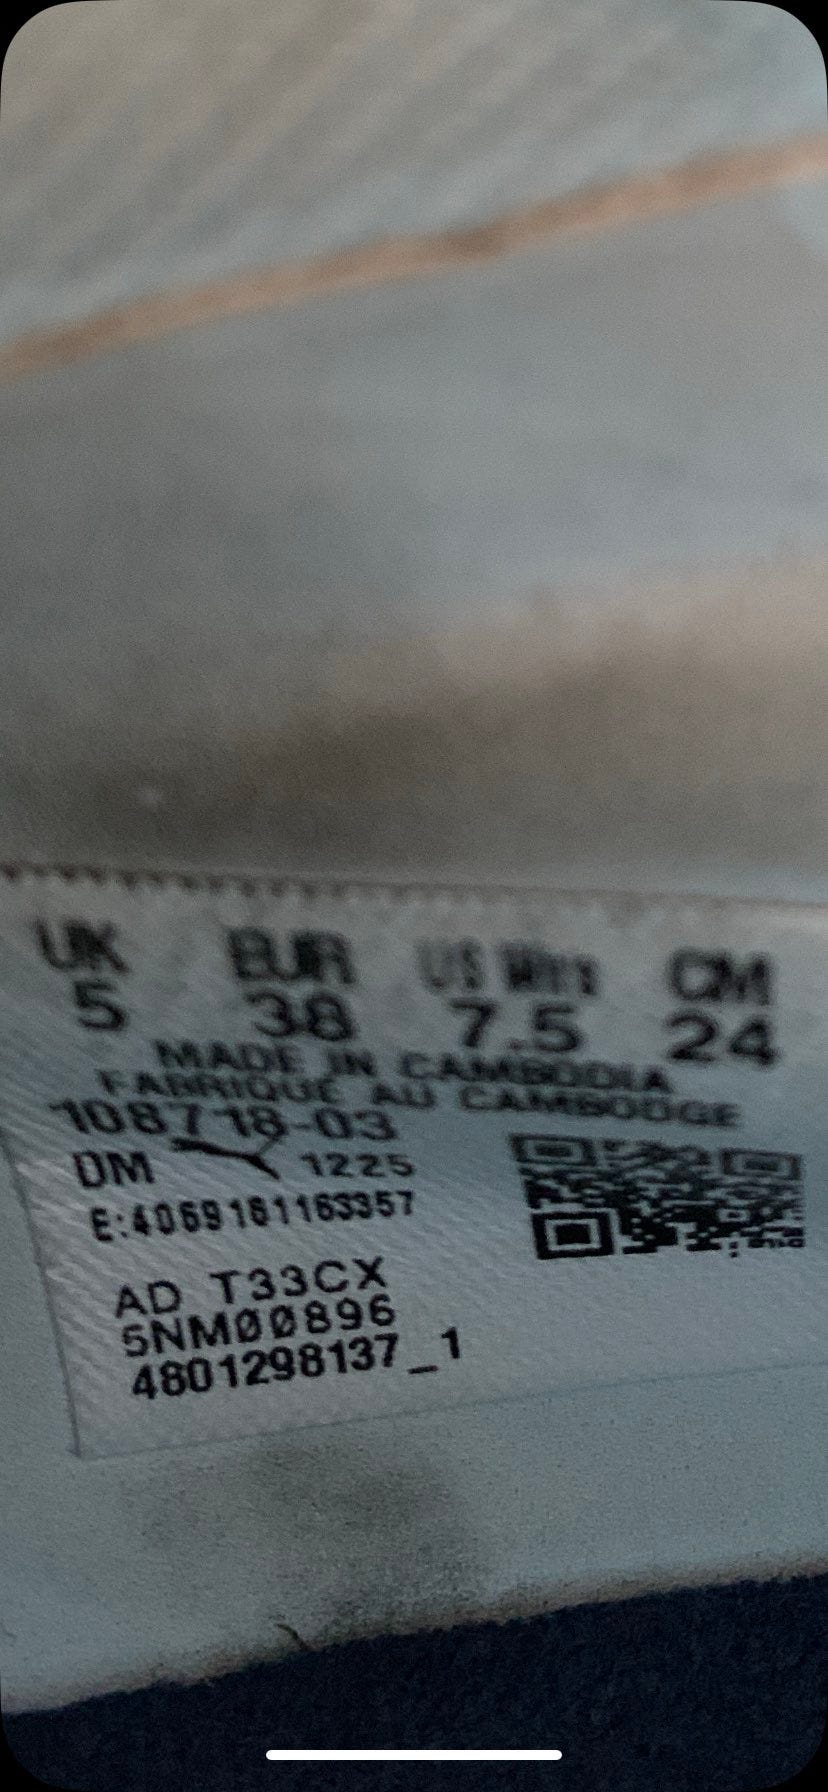 UK EUR US Wns CM
5 38 7.5 24
MADE IN CAMBODIA
FABRIQUE AU CAMBODGE
108718-03
DM 1225
E:4069161163357
AD T33CX
5NM00896
4801298137_1